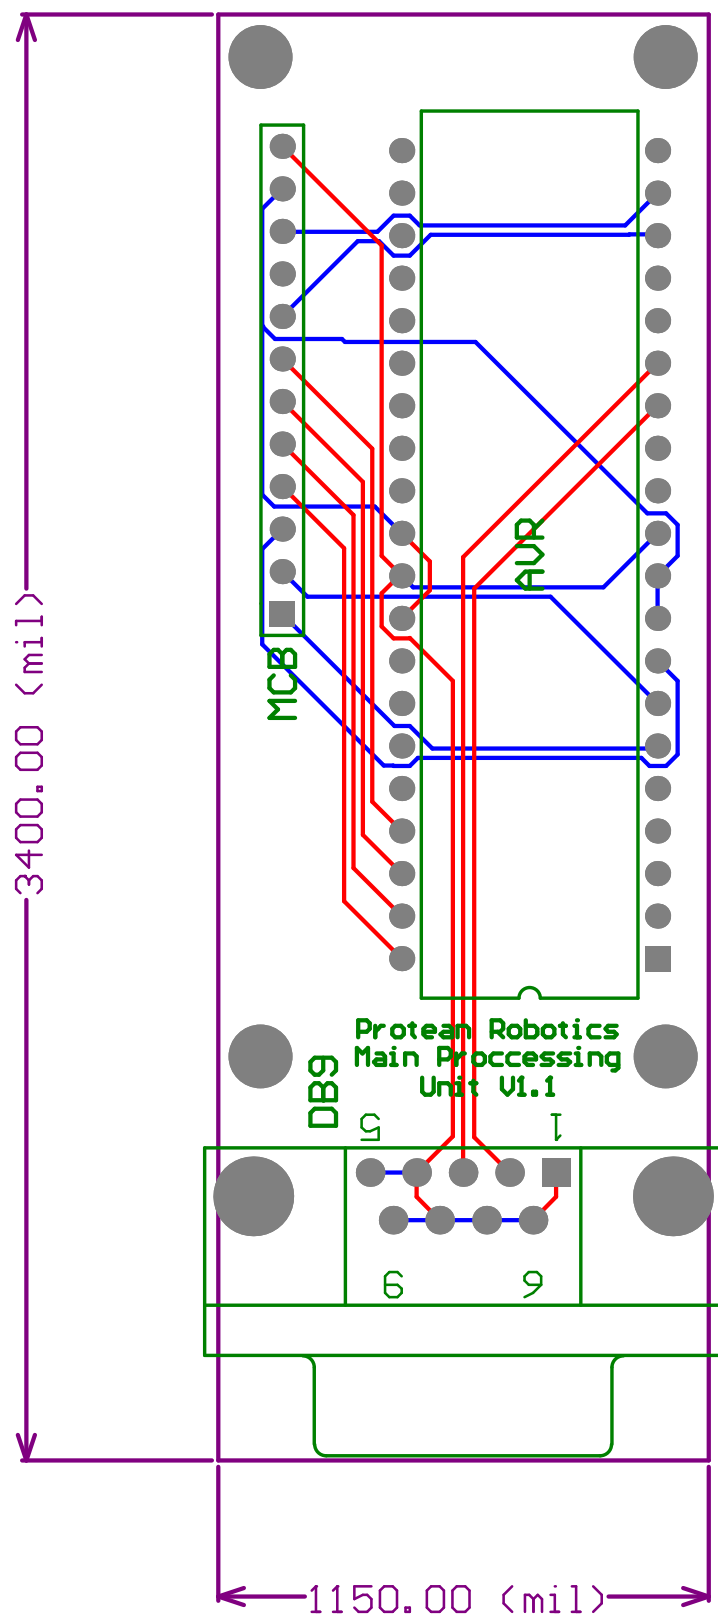 AVR
MCB
3400.00 (mil)
Protean Robotics
Main Proccessing
Unit V1.1
DB9
5
1
9
6
1150.00 (mil)